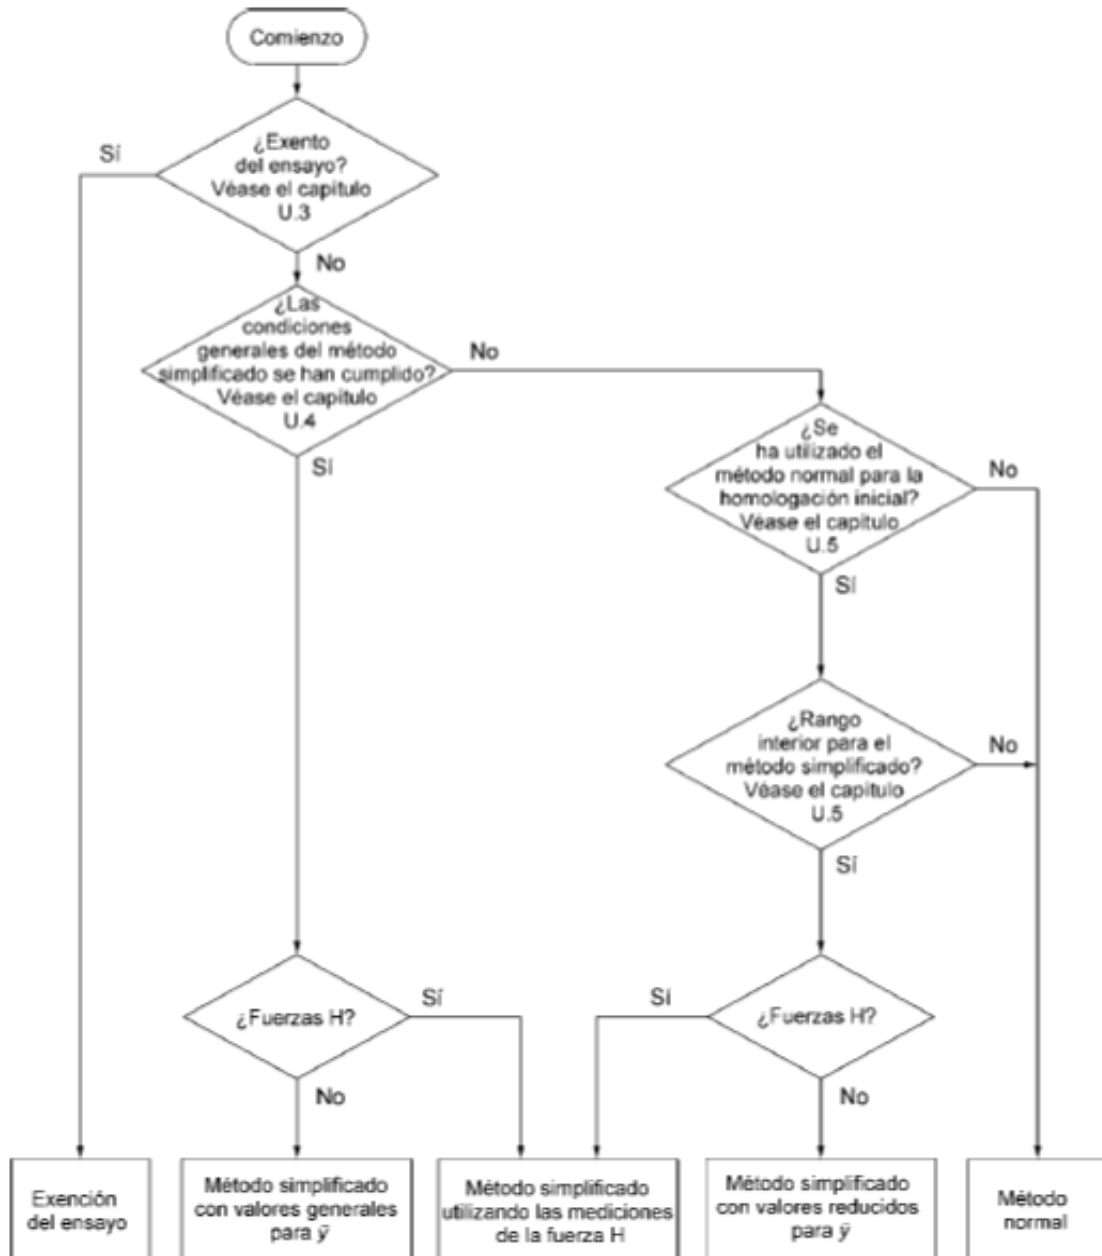 Comienzo
¿Exento
del ensayo?
Véase el capítulo
U.3
Sí
No
¿Las
condiciones
generales del método
simplificado se han cumplido?
Véase el capítulo
U.4
No
Sí
¿Se
ha utilizado el
método normal para la
homologación inicial?
Véase el capítulo
U.5
No
Sí
¿Rango
interior para el
método simplificado?
Véase el capítulo
U.5
No
Sí
¿Fuerzas H?
Sí
No
¿Fuerzas H?
Sí
No
Exención
del ensayo
Método simplificado
con valores generales
para ÿ
Método simplificado
utilizando las mediciones
de la fuerza H
Método simplificado
con valores reducidos
para ÿ
Método
normal